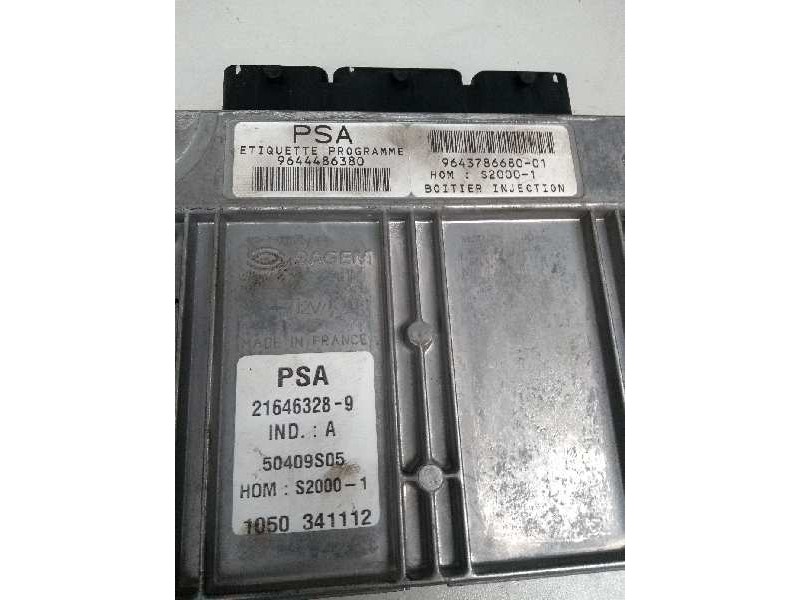 PSA
ETIQUETTE PROGRAMME
9644486380
9643786680-01
HOM : S2000-1
BOITIER INJECTION
SAGEM
MADE IN FRANCE
PSA
21646328-9
IND. : A
50409S05
HOM : S2000-1
1050 341112